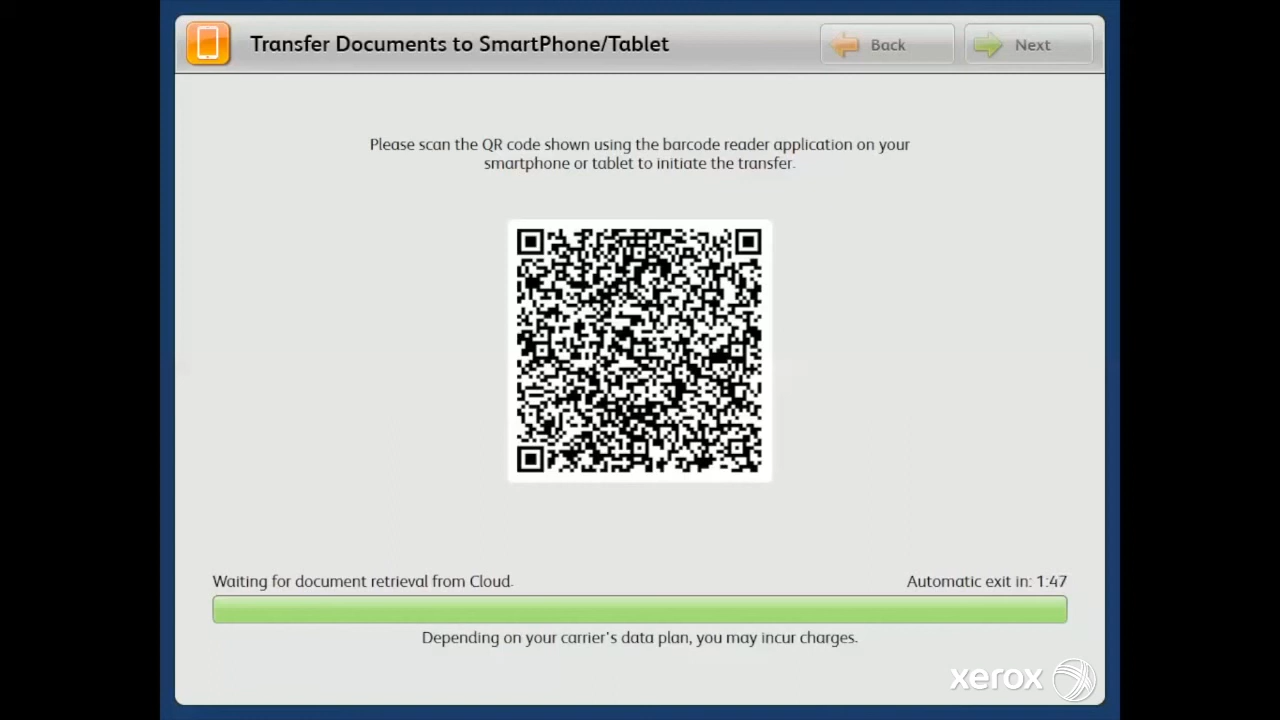 Transfer Documents to SmartPhone/Tablet
Back
Next
Please scan the QR code shown using the barcode reader application on your
smartphone or tablet to initiate the transfer.
Waiting for document retrieval from Cloud.
Automatic exit in: 1:47
Depending on your carrier's data plan, you may incur charges.
xerox